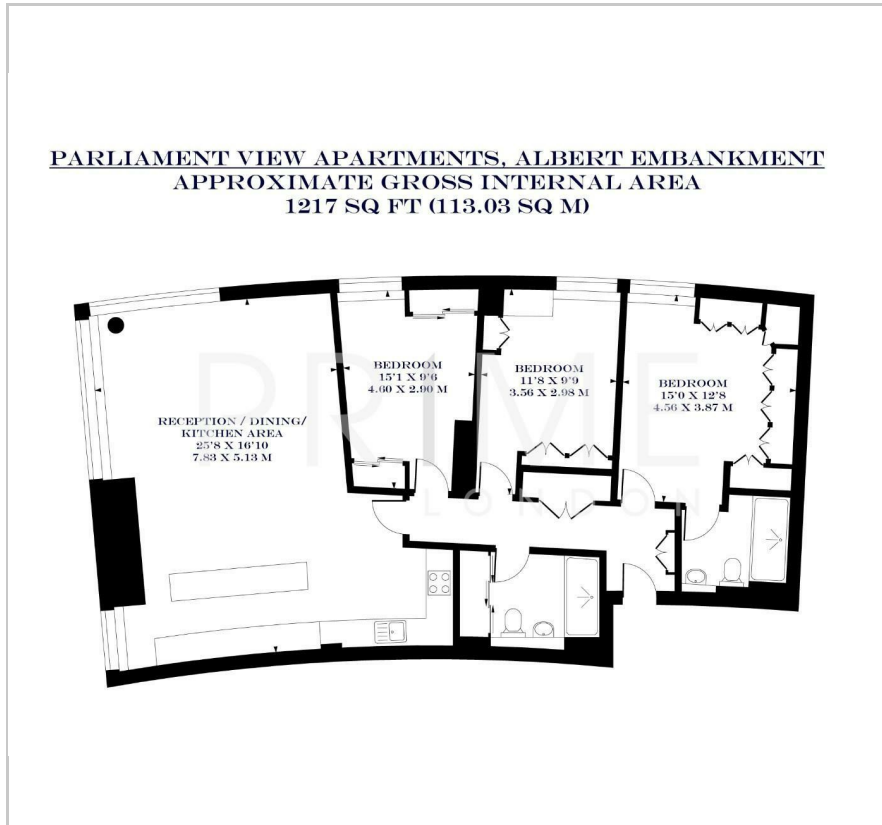 PARLIAMENT VIEW APARTMENTS, ALBERT EMBANKMENT
APPROXIMATE GROSS INTERNAL AREA
1217 SQ FT (113.03 SQ M)
BEDROOM
15'1 X 9'6
4.60 X 2.90 M
BEDROOM
11'8 X 9'9
3.56 X 2.98 M
BEDROOM
15'0 X 12'8
4.56 X 3.87 M
RECEPTION / DINING/
KITCHEN AREA
25'8 X 16'10
7.83 X 5.13 M
PRIME
LONDON